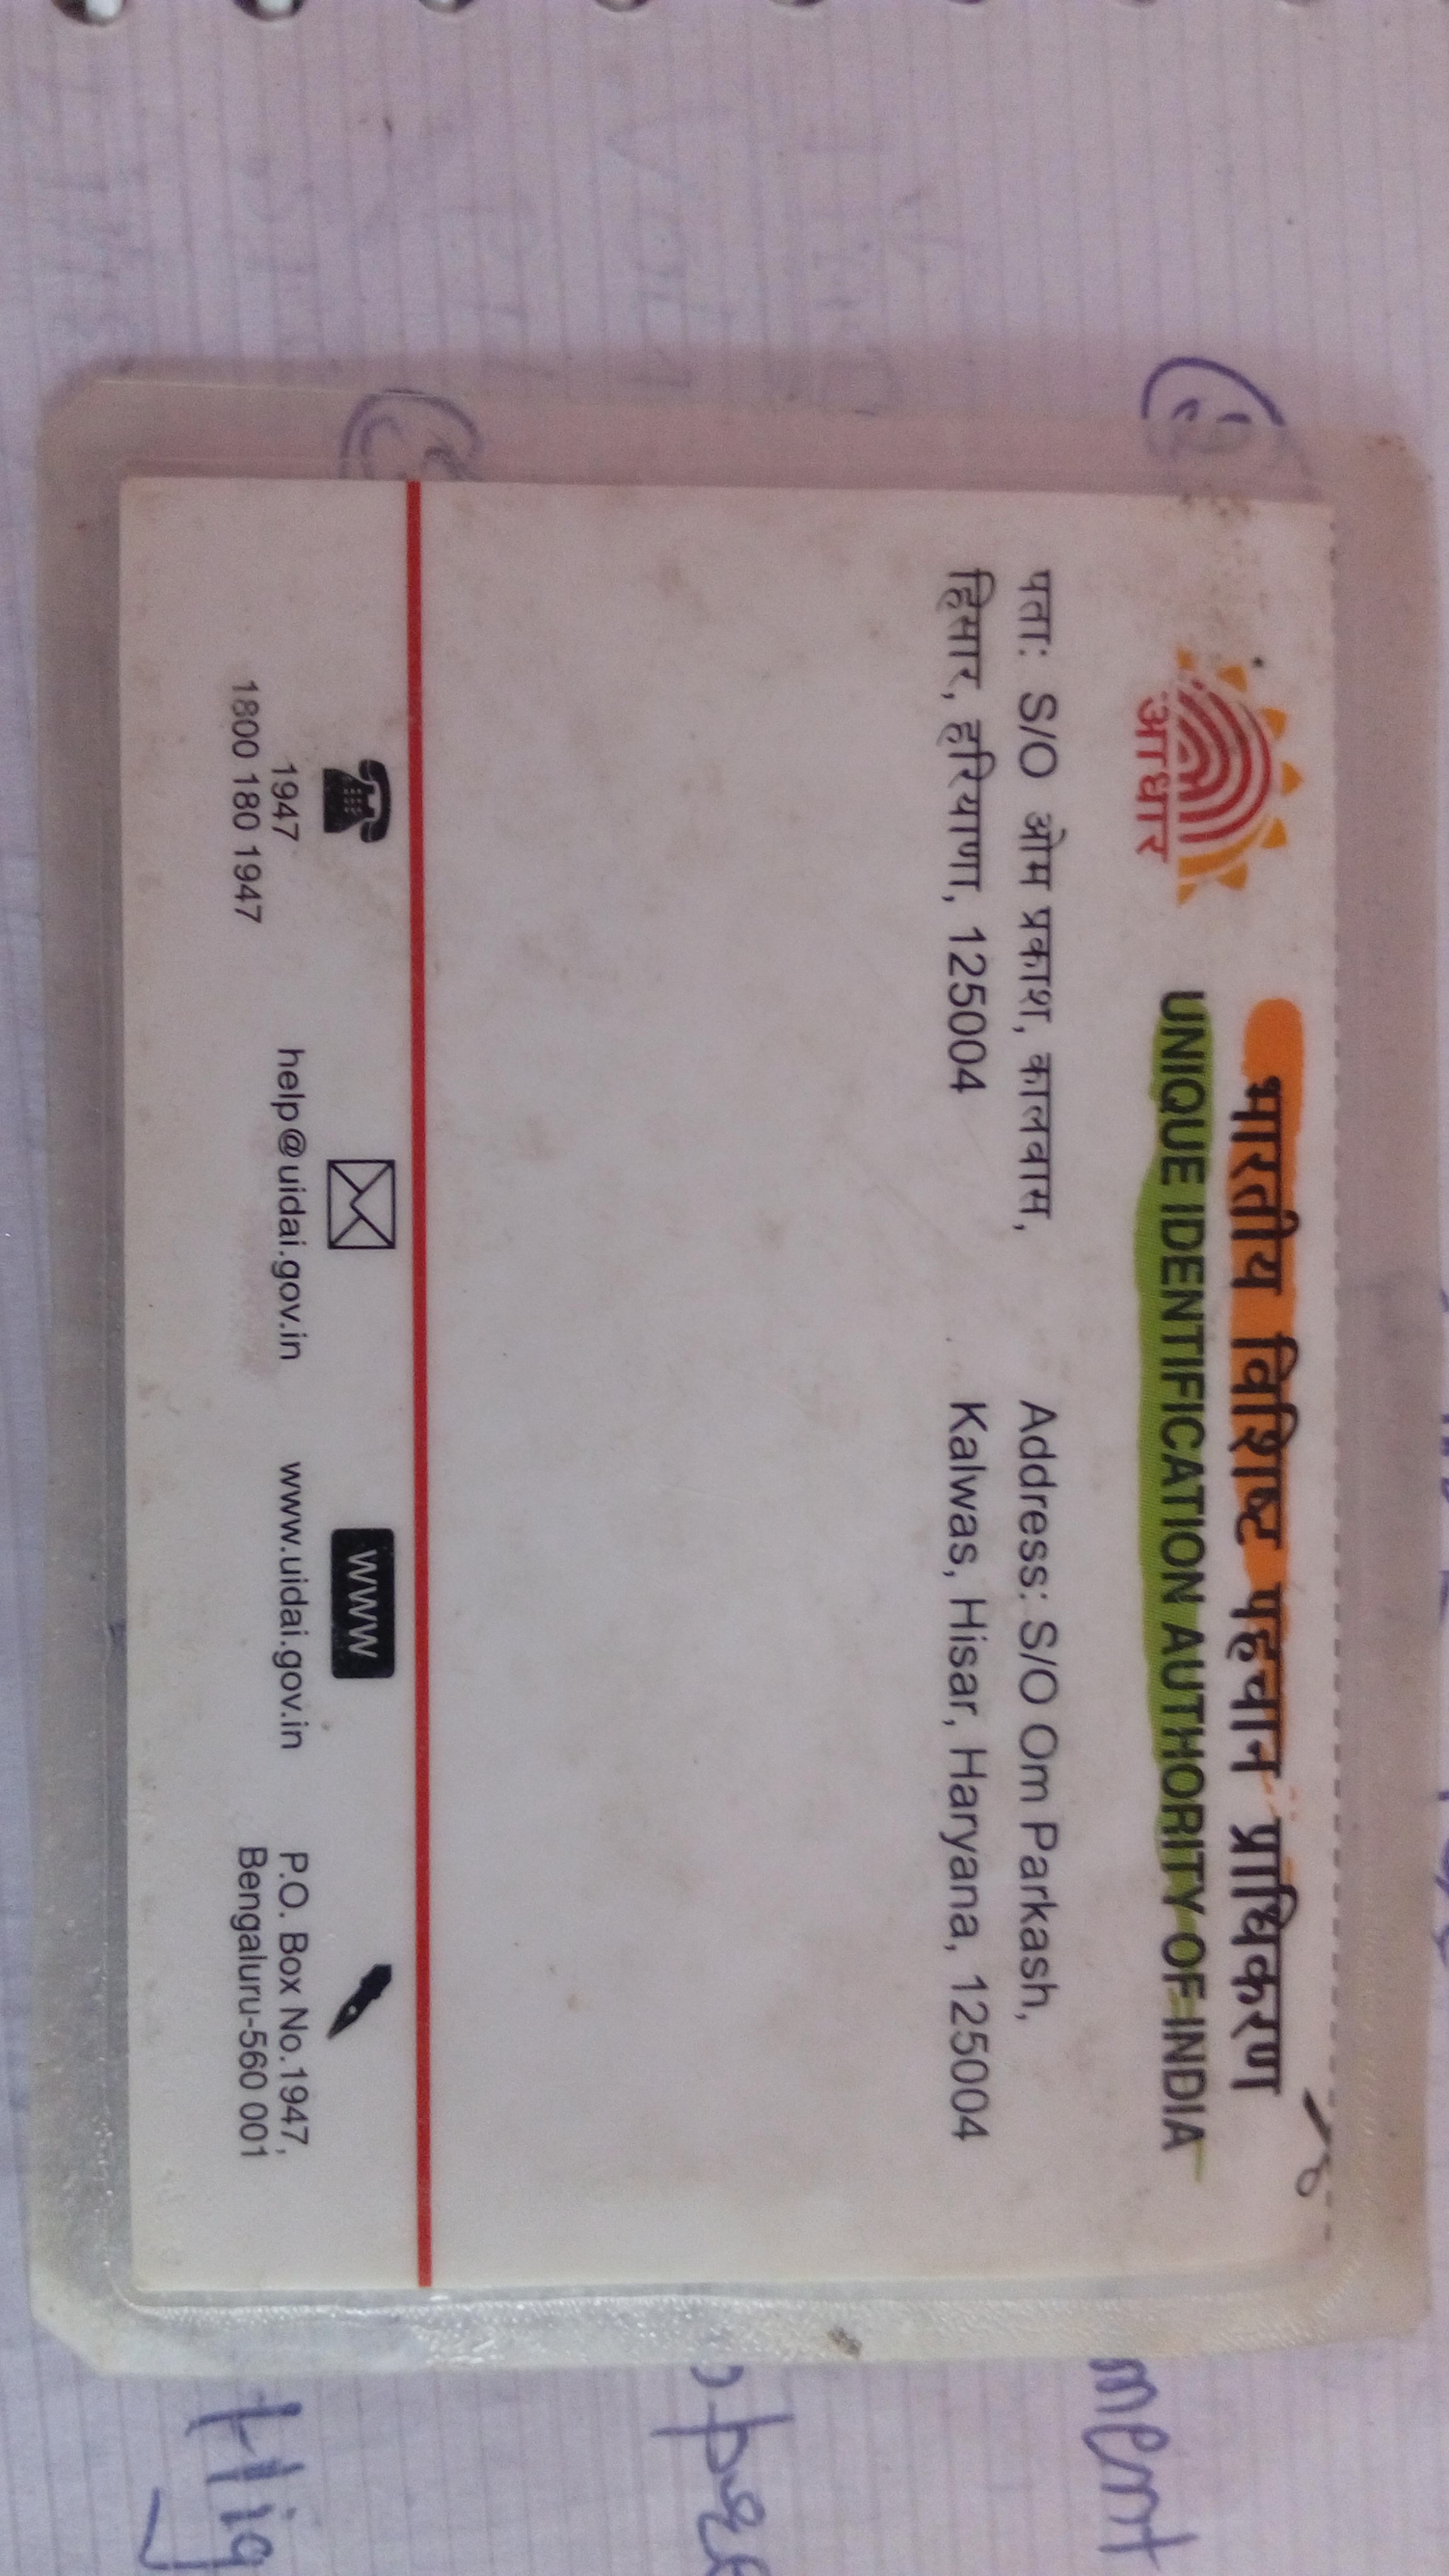 भारतीय विशिष्ट पहचान प्राधिकरण
UNIQUE IDENTIFICATION AUTHORITY OF INDIA
आधार
पता: S/O ओम प्रकाश, कालवास,
हिसार, हरियाणा, 125004
Address: S/O Om Parkash,
Kalwas, Hisar, Haryana, 125004
1947
1800 180 1947
help@uidai.gov.in
WWW
www.uidai.gov.in
P.O. Box No.1947,
Bengaluru-560 001
ment